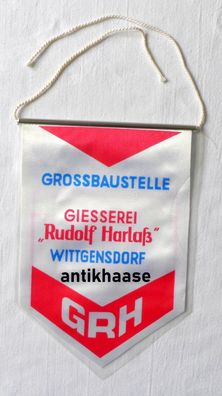 GROSSBAUSTELLE
GIESSEREI
„Rudolf Harlaß"
WITTGENSDORF
antikhaase
GRH